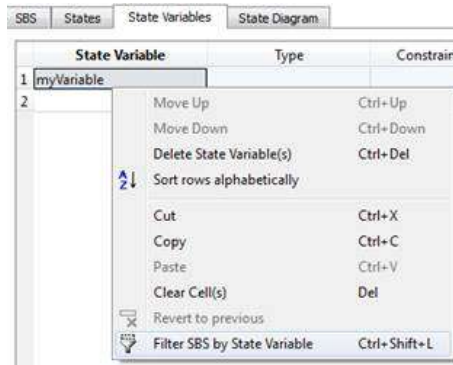 SBS States State Variables State Diagram
State Variable Type Constrain
1 myVariable
2
Move Up Ctrl+Up
Move Down Ctrl+Down
Delete State Variable(s) Ctrl+Del
Sort rows alphabetically
Cut Ctrl+X
Copy Ctrl+C
Paste Ctrl+V
Clear Cell(s) Del
Revert to previous
Filter SBS by State Variable Ctrl+Shift+L